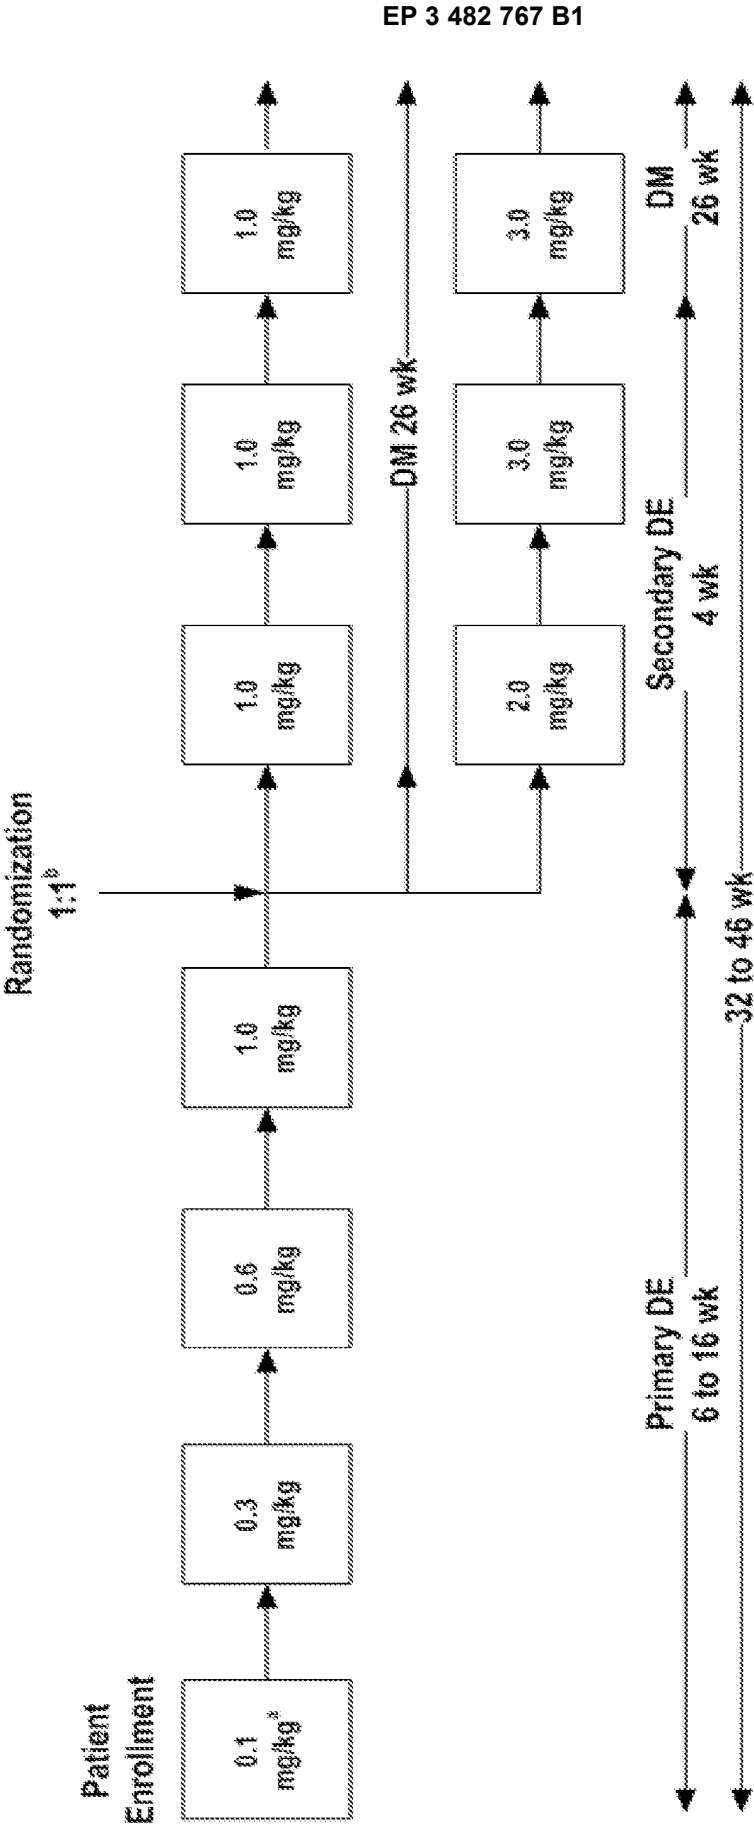 EP 3 482 767 B1
Patient
Enrollment
Randomization
1:1ᵇ
0.1
mg/kgᵃ
0.3
mg/kg
0.6
mg/kg
1.0
mg/kg
1.0
mg/kg
1.0
mg/kg
1.0
mg/kg
DM 26 wk
2.0
mg/kg
3.0
mg/kg
3.0
mg/kg
Primary DE
6 to 16 wk
Secondary DE
4 wk
DM
26 wk
32 to 46 wk